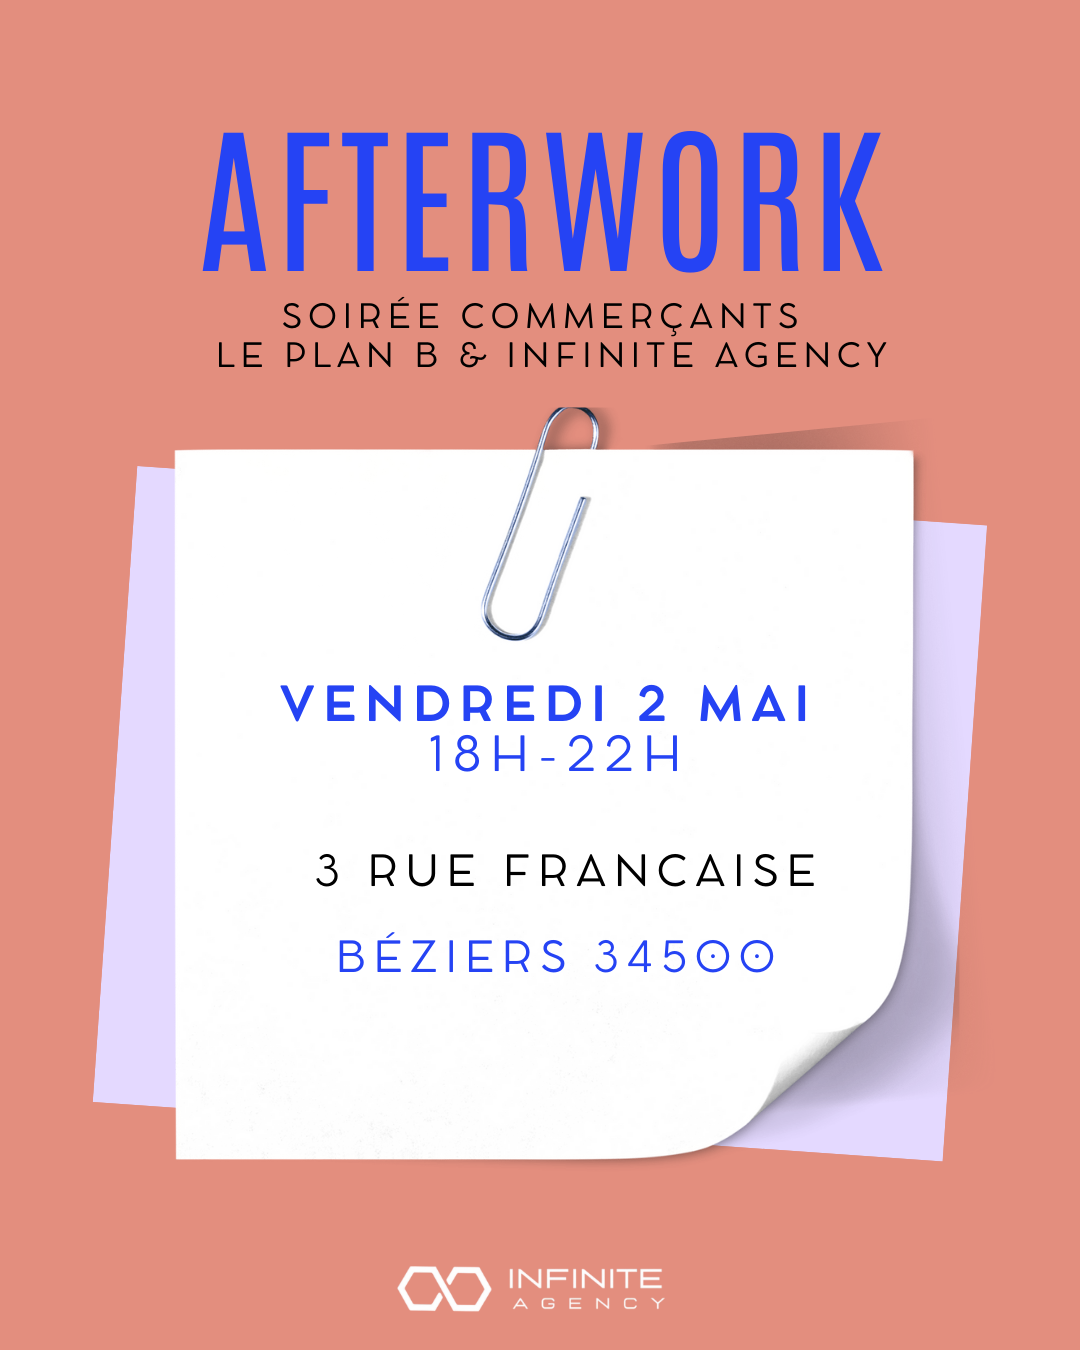 AFTERWORK
SOIRÉE COMMERÇANTS
LE PLAN B & INFINITE AGENCY
VENDREDI 2 MAI
18H-22H
3 RUE FRANCAISE
BÉZIERS 34500
INFINITE
AGENCY